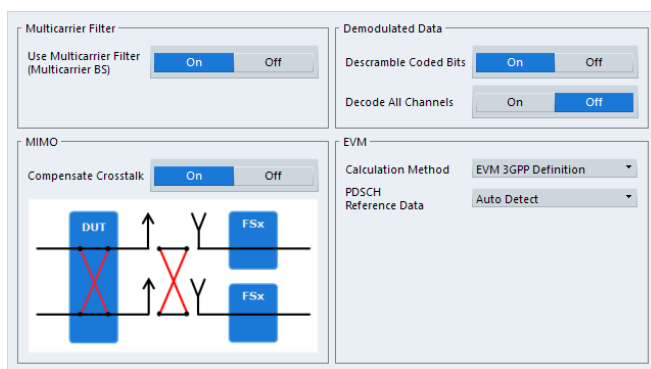 Multicarrier Filter
Use Multicarrier Filter
(Multicarrier BS)
On Off
Demodulated Data
Descramble Coded Bits On Off
Decode All Channels On Off
MIMO
Compensate Crosstalk On Off
DUT FSx
FSx
EVM
Calculation Method EVM 3GPP Definition
PDSCH
Reference Data Auto Detect